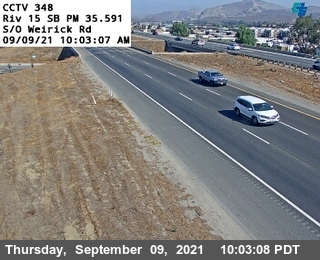 CCTV 348
Riv 15 SB PM 35.591
S/O Weirick Rd
09/09/21 10:03:07 AM
Thursday, September 09, 2021 10:03:08 PDT